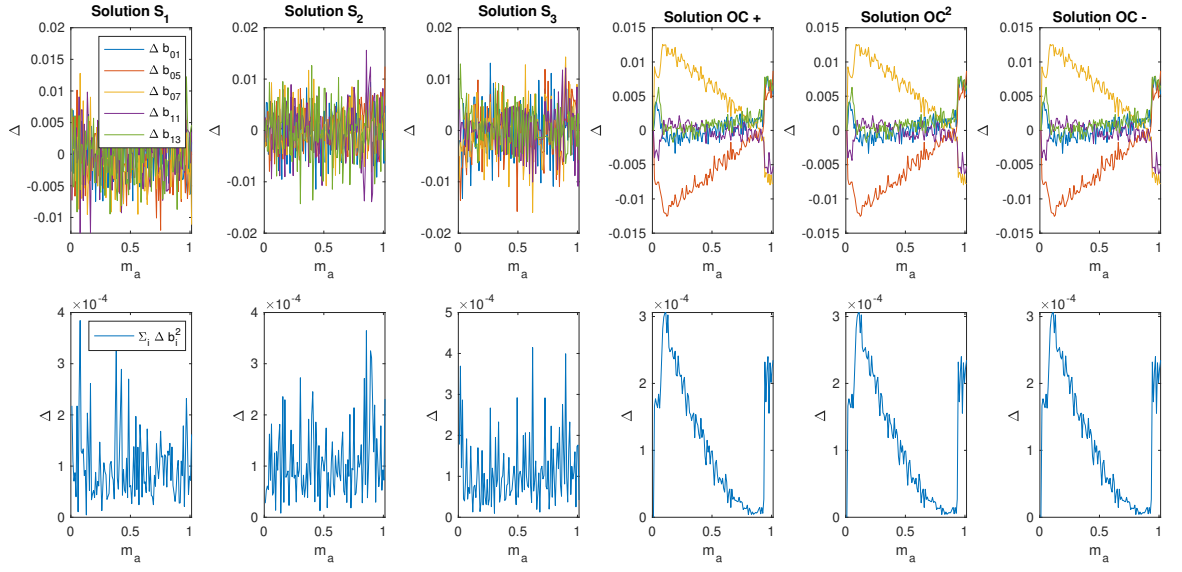 Solution S1
0.02
0.015
0.01
0.005
0
-0.005
-0.01
Δ
Δ b01
Δ b05
Δ b07
Δ b11
Δ b13
0 0.5 1
ma
Solution S2
0.02
0.01
0
-0.01
-0.02
Δ
0 0.5 1
ma
Solution S3
0.02
0.01
0
-0.01
-0.02
Δ
0 0.5 1
ma
Solution OC +
0.015
0.01
0.005
0
-0.005
-0.01
-0.015
Δ
0 0.5 1
ma
Solution OC2
0.015
0.01
0.005
0
-0.005
-0.01
-0.015
Δ
0 0.5 1
ma
Solution OC -
0.015
0.01
0.005
0
-0.005
-0.01
-0.015
Δ
0 0.5 1
ma
×10-4
4
3
2
1
0
Δ
Σi Δ bi2
0 0.5 1
ma
×10-4
4
3
2
1
0
Δ
0 0.5 1
ma
×10-4
5
4
3
2
1
0
Δ
0 0.5 1
ma
×10-4
3
2
1
0
Δ
0 0.5 1
ma
×10-4
3
2
1
0
Δ
0 0.5 1
ma
×10-4
3
2
1
0
Δ
0 0.5 1
ma